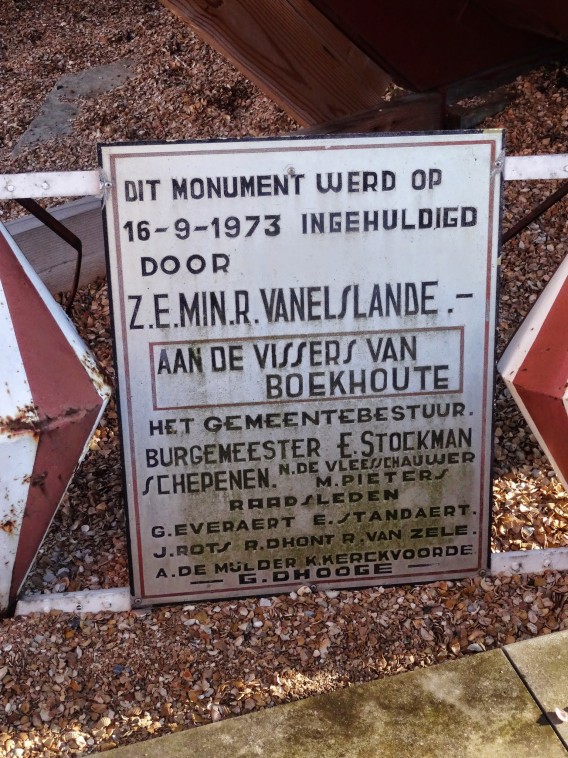 DIT MONUMENT WERD OP
16-9-1973 INGEHULDIGD
DOOR
Z.E.MIN.R.VANELSLANDE.-
AAN DE VISSERS VAN
BOEKHOUTE
HET GEMEENTEBESTUUR.
BURGEMEESTER E.STOCKMAN
SCHEPENEN. N.DE VLEESCHAUWER
M.PIETERS
RAADSLEDEN
G.EVERAERT E.STANDAERT.
J.ROTS R.DHONT R.VAN ZELE.
A.DE MULDER K.KERCKVOORDE
— G.DHOOGE —